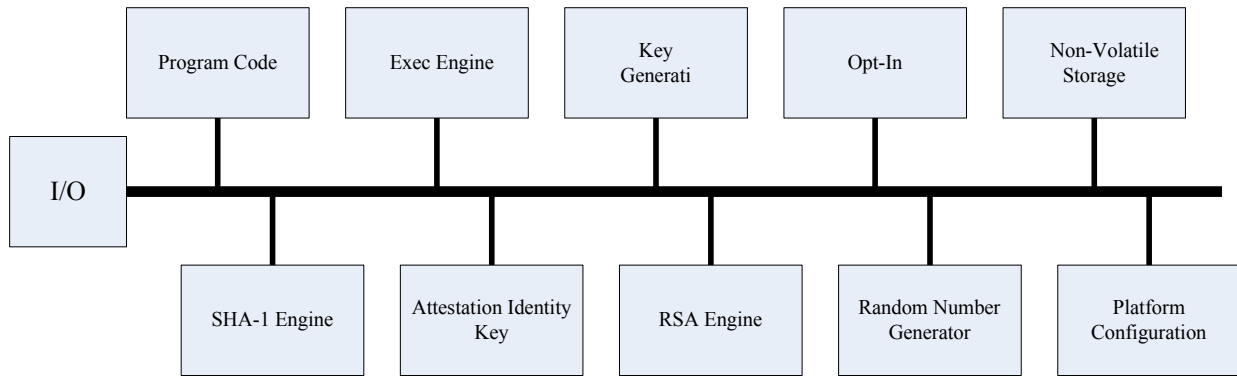 Program Code
Exec Engine
Key
Generati
Opt-In
Non-Volatile
Storage
I/O
SHA-1 Engine
Attestation Identity
Key
RSA Engine
Random Number
Generator
Platform
Configuration